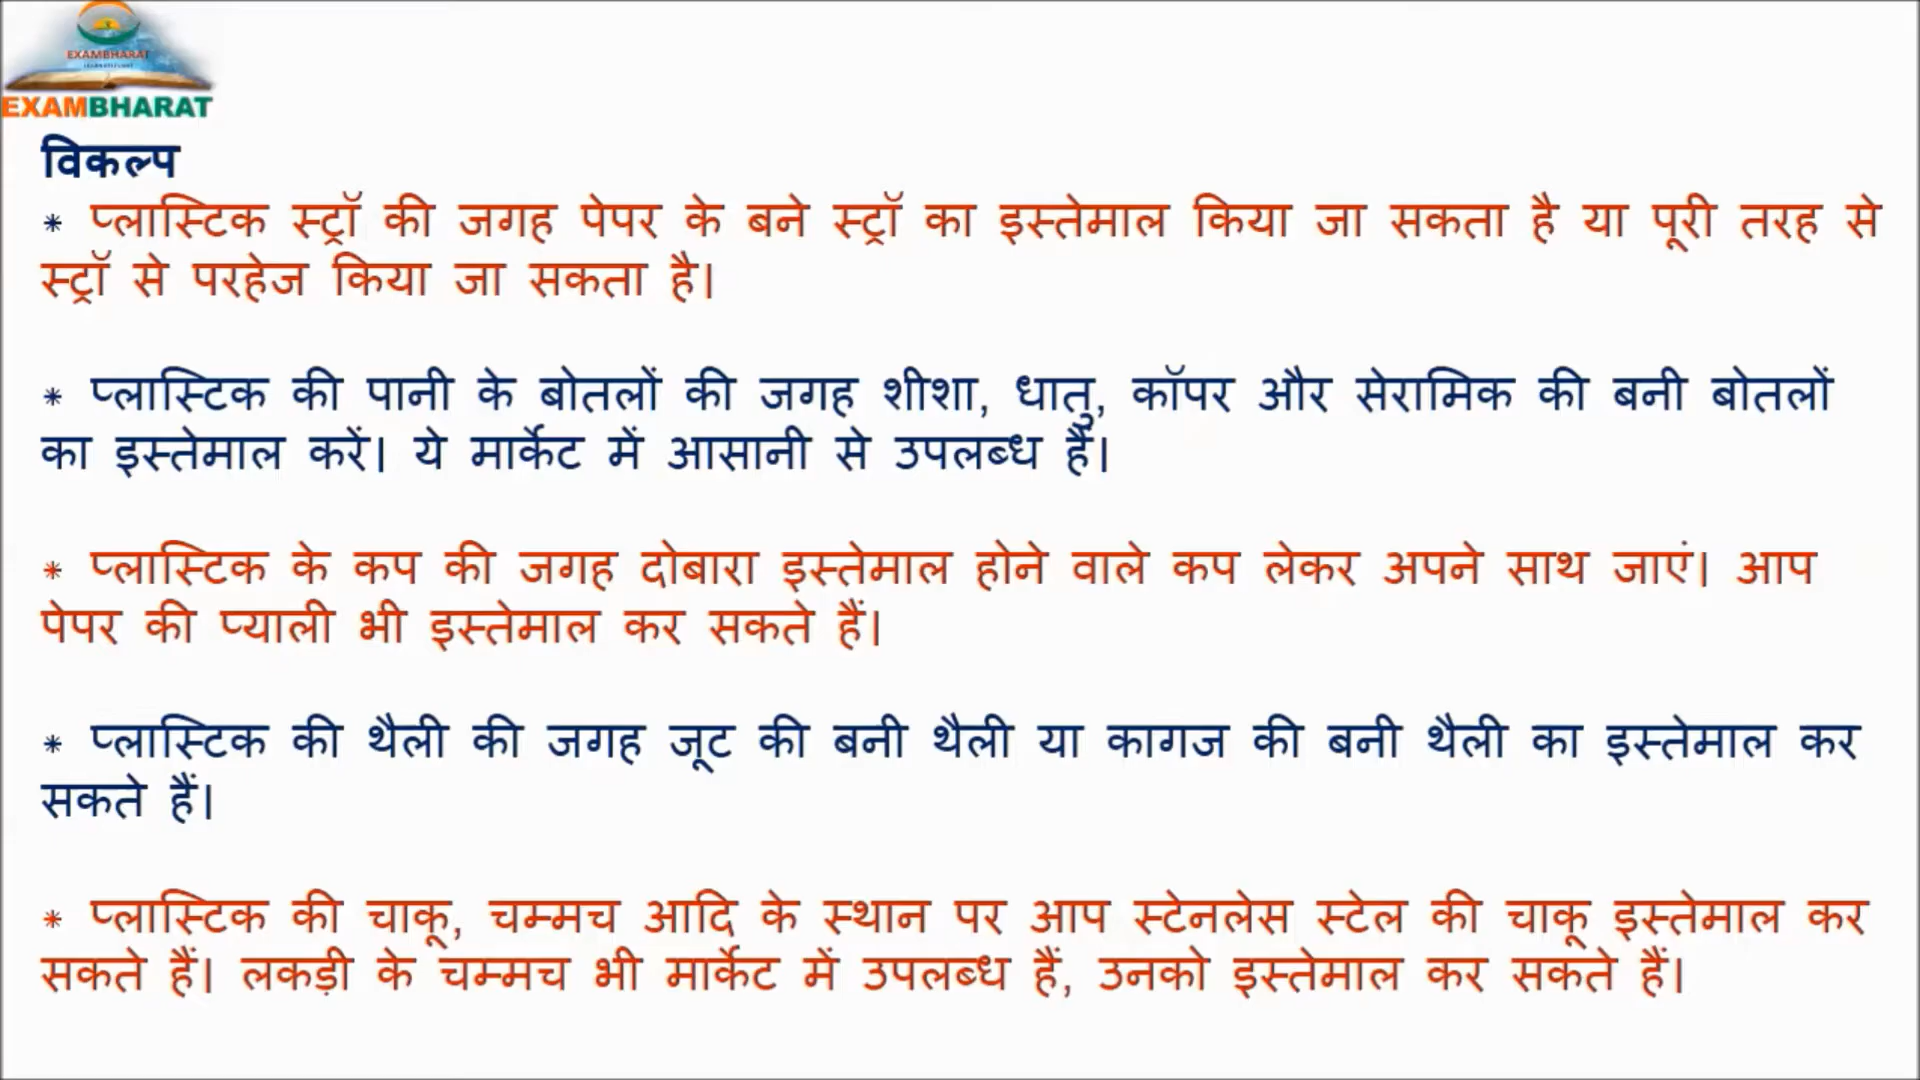 EXAMBHARAT
EXAMBHARAT
विकल्प
* प्लास्टिक स्ट्रॉ की जगह पेपर के बने स्ट्रॉ का इस्तेमाल किया जा सकता है या पूरी तरह से
स्ट्रॉ से परहेज किया जा सकता है।
* प्लास्टिक की पानी के बोतलों की जगह शीशा, धातु, कॉपर और सेरामिक की बनी बोतलों
का इस्तेमाल करें। ये मार्केट में आसानी से उपलब्ध हैं।
* प्लास्टिक के कप की जगह दोबारा इस्तेमाल होने वाले कप लेकर अपने साथ जाएं। आप
पेपर की प्याली भी इस्तेमाल कर सकते हैं।
* प्लास्टिक की थैली की जगह जूट की बनी थैली या कागज की बनी थैली का इस्तेमाल कर
सकते हैं।
* प्लास्टिक की चाकू, चम्मच आदि के स्थान पर आप स्टेनलेस स्टेल की चाकू इस्तेमाल कर
सकते हैं। लकड़ी के चम्मच भी मार्केट में उपलब्ध हैं, उनको इस्तेमाल कर सकते हैं।